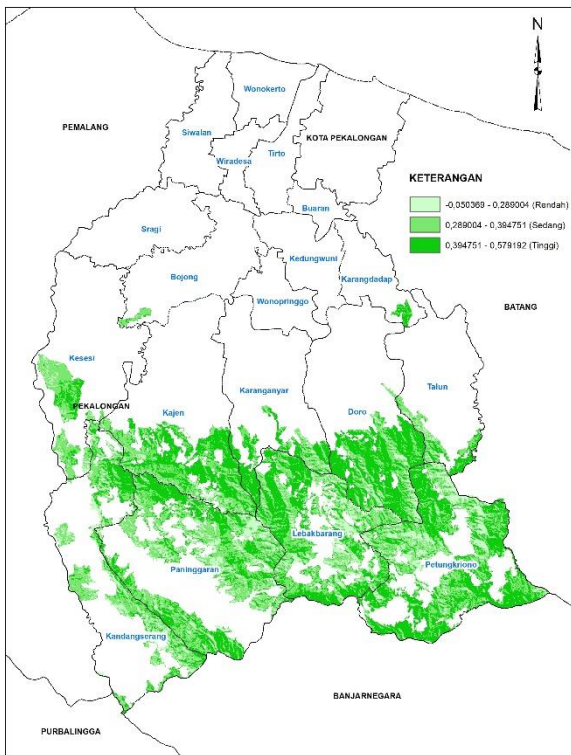 N
Wonokerto
PEMALANG
Siwalan
KOTA PEKALONGAN
Tirto
Wiradesa
KETERANGAN
-0,050369 - 0,289004 (Rendah)
0,289004 - 0,394751 (Sedang)
0,394751 - 0,579192 (Tinggi)
Buaran
Sragi
Kedungwuni
Bojong
Karangdadap
Wonopringgo
BATANG
Kesesi
Talun
Karanganyar
PEKALONGAN
Kajen
Doro
Lebakbarang
Petungkriono
Paninggaran
Kandangserang
BANJARNEGARA
PURBALINGGA